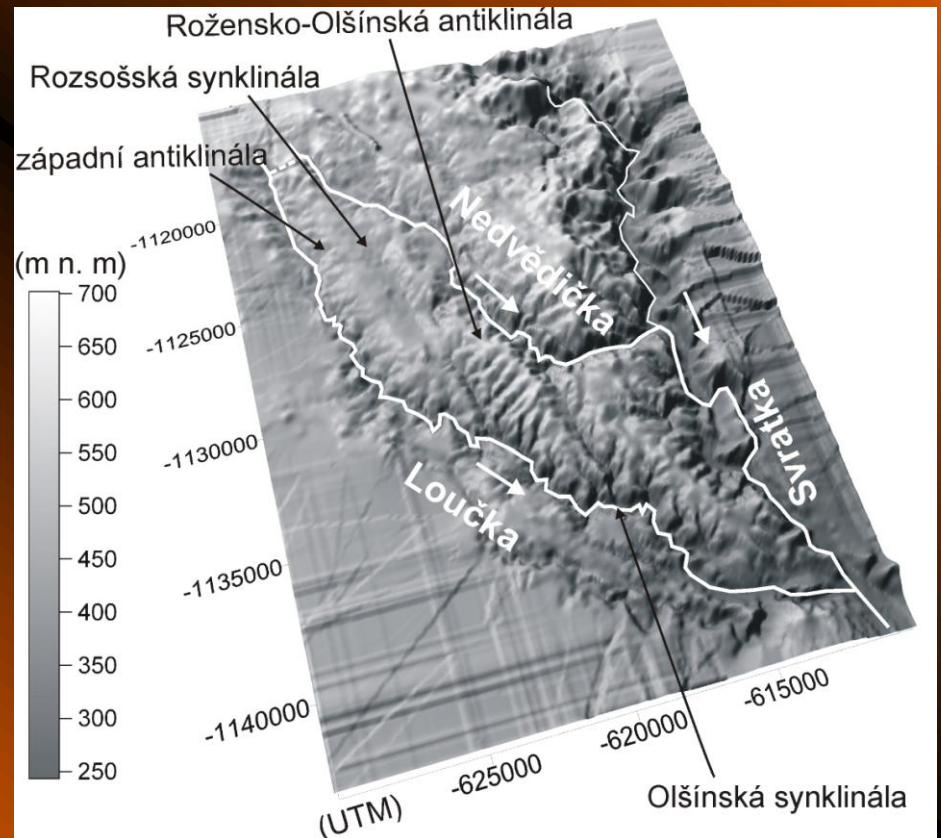 Rožensko-Olšínská antiklinála
Rozsošská synklinála
západní antiklinála
(m n. m)
700
650
600
550
500
450
400
350
300
250
-1120000
-1125000
-1130000
-1135000
-1140000
(UTM)
-625000
-620000
-615000
Nedvědička
Svratka
Loučka
Olšínská synklinála